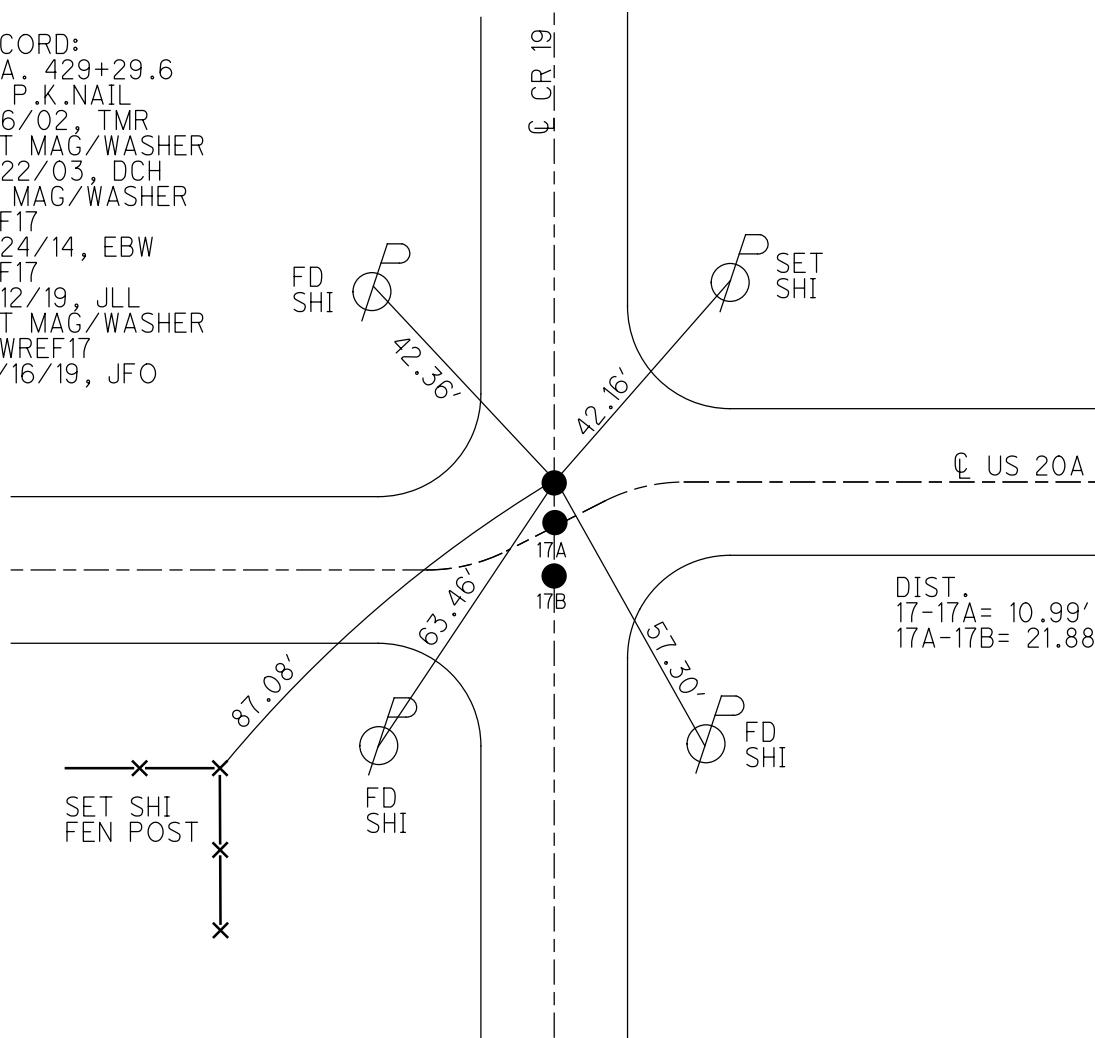 CORD:
A. 429+29.6
P.K.NAIL
6/02, TMR
T MAG/WASHER
22/03, DCH
MAG/WASHER
F17
24/14, EBW
F17
12/19, JLL
T MAG/WASHER
WREF17
/16/19, JFO
℄ CR 19
FD
SHI
SET
SHI
42.36'
42.16'
℄ US 20A
17A
17B
DIST.
17-17A= 10.99'
17A-17B= 21.88
63.46'
57.30'
87.08'
FD
SHI
SET SHI
FEN POST
FD
SHI